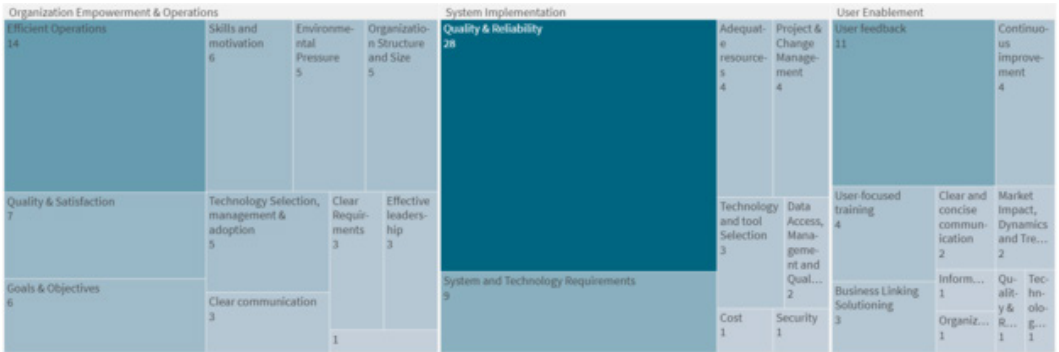 Organization Empowerment & Operations
Efficient Operations
14
Skills and
motivation
6
Environme-
ntal
Pressure
5
Organizatio-
n Structure
and Size
5
Quality & Satisfaction
7
Goals & Objectives
6
Technology Selection,
management &
adoption
5
Clear communication
3
Clear
Requir-
ments
3
Effective
leaders-
hip
3
1
System Implementation
Quality & Reliability
28
System and Technology Requirements
9
Adequat-
e
resource-
s
4
Project &
Change
Manage-
ment
4
Technology
and tool
Selection
3
Data
Access,
Mana-
geme-
nt and
Qual...
2
Cost
1
Security
1
User Enablement
User feedback
11
Continuo-
us
improve-
ment
4
User-focused
training
4
Business Linking
Solutioning
3
Clear and
concise
commun-
ication
2
Market
Impact,
Dynamics
and Tre...
2
Inform...
1
Organiz...
1
Qu-
alit-
y &
R...
1
Tec-
hn-
olo-
g...
1